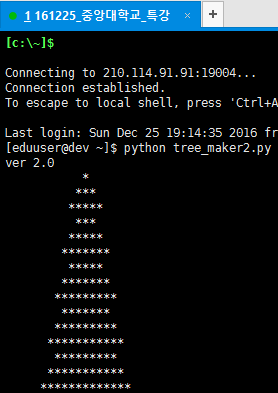 1 161225_중앙대학교_특강 × +
[c:\~]$
Connecting to 210.114.91.91:19004...
Connection established.
To escape to local shell, press 'Ctrl+A
Last login: Sun Dec 25 19:14:35 2016 fr
[eduuser@dev ~]$ python tree_maker2.py
ver 2.0
           *
          ***
         *****
          ***
         *****
        *******
         *****
        *******
       *********
        *******
       *********
      ***********
       *********
      ***********
     *************